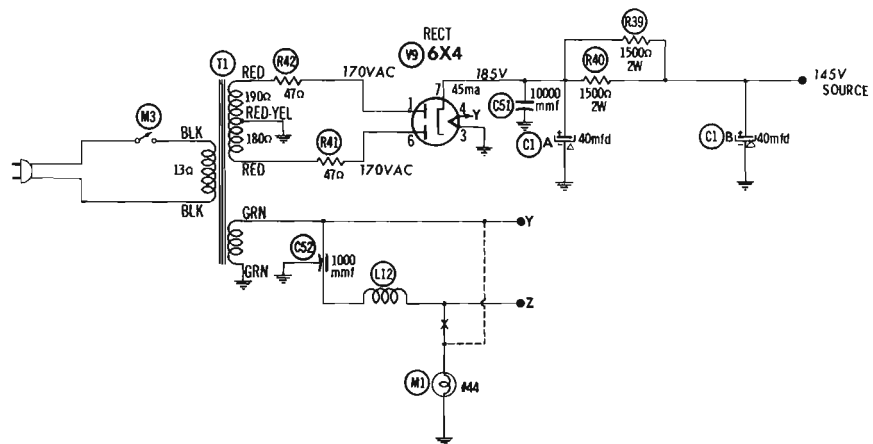 R39
RECT
V9 6X4
1500Ω
2W
T1
R42
R40
RED
170VAC
185V
47Ω
7
45ma
C51
10000
mmf
1500Ω
2W
145V
SOURCE
190Ω
1
4
Y
M3
RED-YEL
6
3
BLK
180Ω
R41
C1 A
40mfd
C1 B
40mfd
13Ω
RED
47Ω
170VAC
BLK
GRN
Y
C52
1000
mmf
L12
GRN
Z
M1
#44